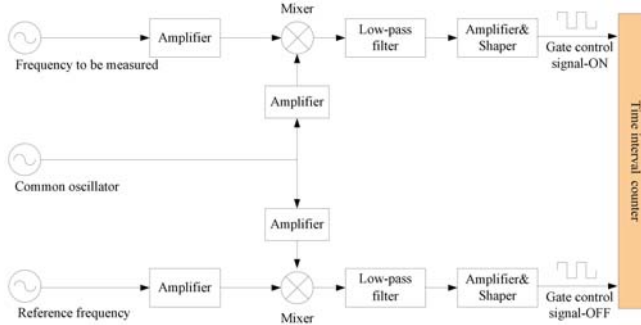 Mixer
Amplifier
Low-pass
filter
Amplifier&
Shaper
Frequency to be measured
Gate control
signal-ON
Amplifier
Common oscillator
Time interval counter
Amplifier
Amplifier
Low-pass
filter
Amplifier&
Shaper
Reference frequency
Mixer
Gate control
signal-OFF